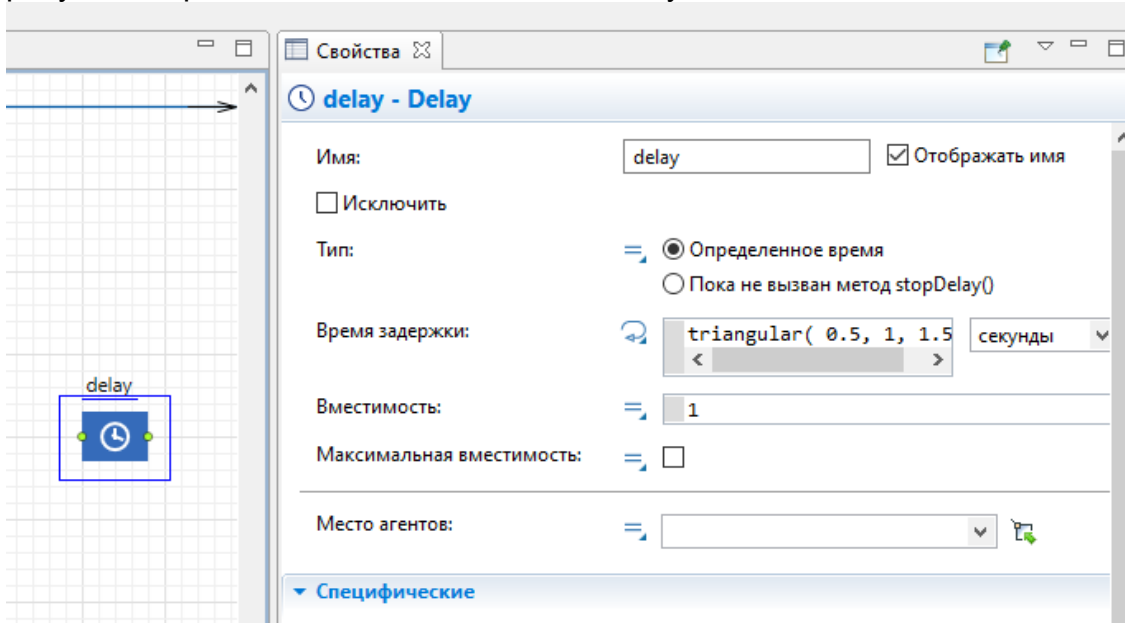 Свойства
delay - Delay
Имя:
delay
Отображать имя
Исключить
Тип:
Определенное время
Пока не вызван метод stopDelay()
Время задержки:
triangular( 0.5, 1, 1.5
секунды
delay
Вместимость:
1
Максимальная вместимость:
Место агентов:
Специфические